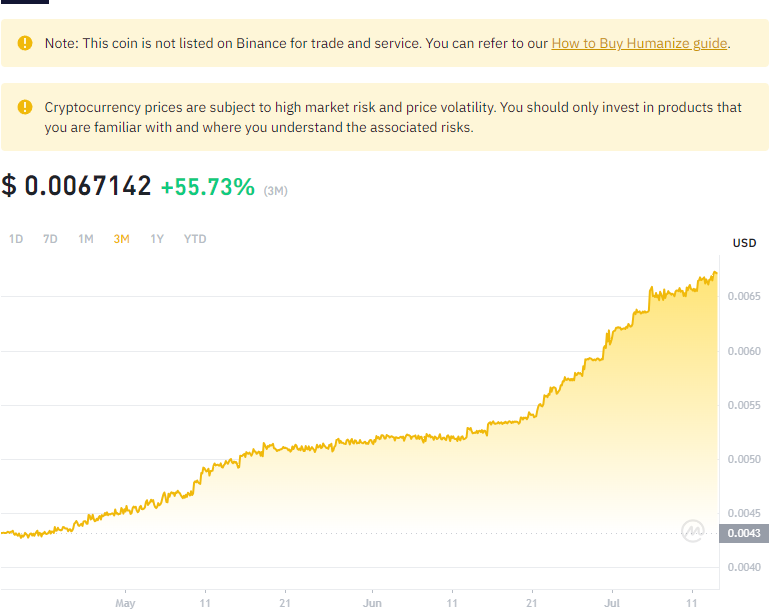 Note: This coin is not listed on Binance for trade and service. You can refer to our How to Buy Humanize guide.
Cryptocurrency prices are subject to high market risk and price volatility. You should only invest in products that
you are familiar with and where you understand the associated risks.
$ 0.0067142 +55.73% (3M)
1D 7D 1M 3M 1Y YTD
USD
0.0065
0.0060
0.0055
0.0050
0.0045
0.0043
0.0040
May 11 21 Jun 11 21 Jul 11